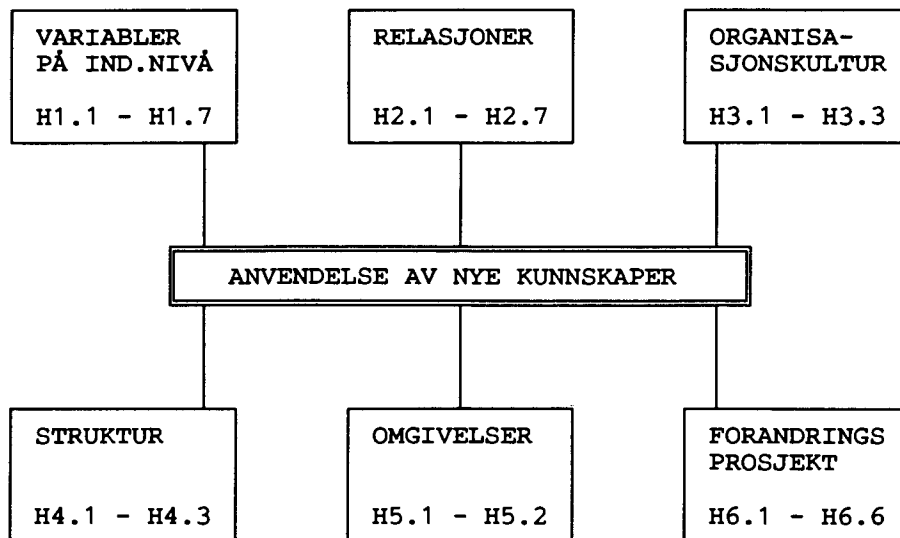 VARIABLER
PÅ IND.NIVÅ
H1.1 - H1.7
RELASJONER
H2.1 - H2.7
ORGANISA-
SJONSKULTUR
H3.1 - H3.3
ANVENDELSE AV NYE KUNNSKAPER
STRUKTUR
H4.1 - H4.3
OMGIVELSER
H5.1 - H5.2
FORANDRINGS
PROSJEKT
H6.1 - H6.6